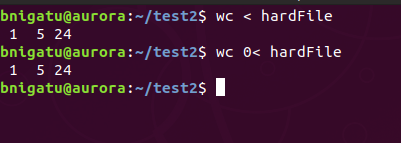 bnigatu@aurora:~/test2$ wc < hardFile
 1  5 24
bnigatu@aurora:~/test2$ wc 0< hardFile
 1  5 24
bnigatu@aurora:~/test2$